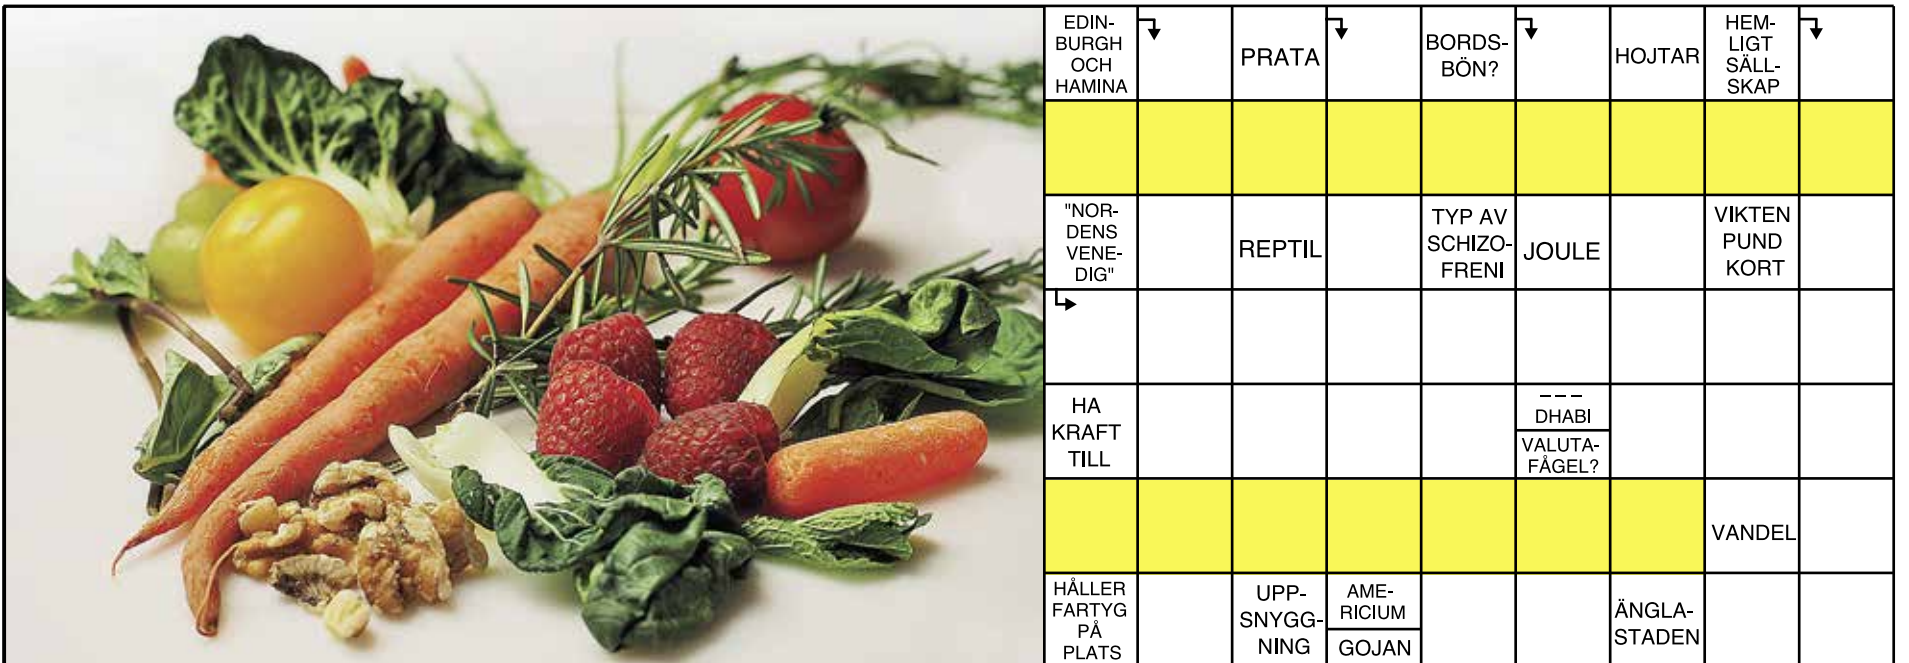 EDIN-
BURGH
OCH
HAMINA
PRATA
BORDS-
BÖN?
HOJTAR
HEM-
LIGT
SÄLL-
SKAP
"NOR-
DENS
VENE-
DIG"
REPTIL
TYP AV
SCHIZO-
FRENI
JOULE
VIKTEN
PUND
KORT
HA
KRAFT
TILL
– – –
DHABI
VALUTA-
FÅGEL?
VANDEL
HÅLLER
FARTYG
PÅ
PLATS
UPP-
SNYGG-
NING
AME-
RICIUM
GOJAN
ÄNGLA-
STADEN